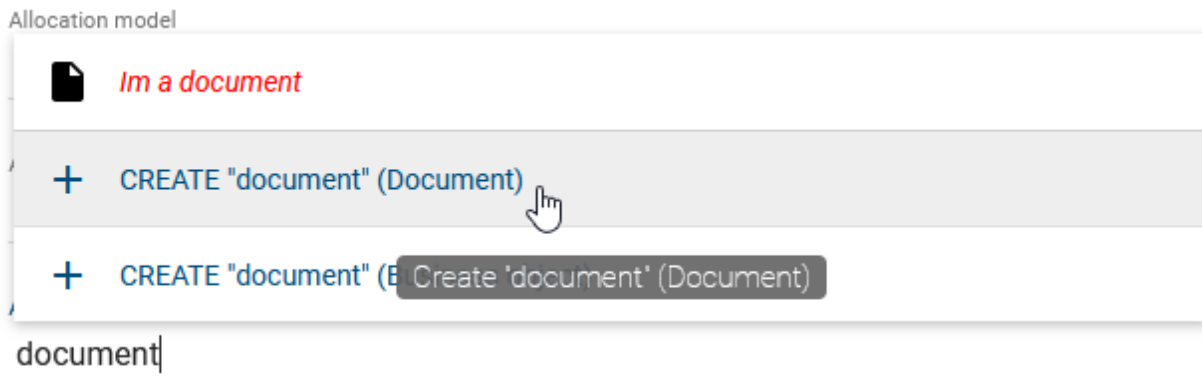 Allocation model
Im a document
CREATE "document" (Document)
CREATE "document" (
Create "document" (Document)
document